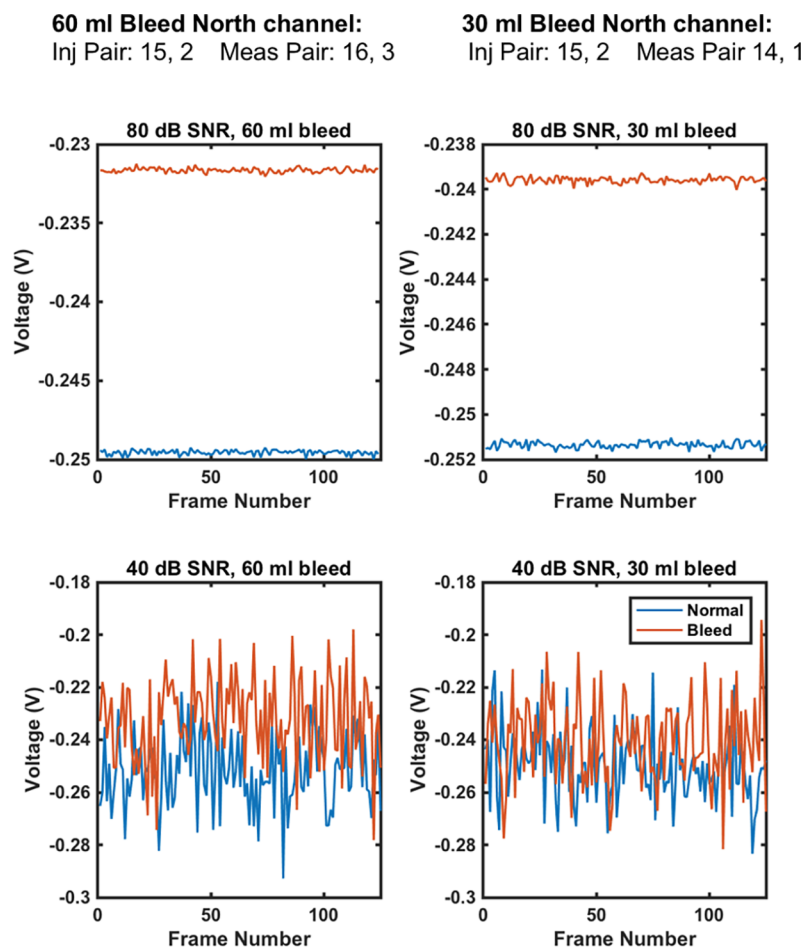 60 ml Bleed North channel:
Inj Pair: 15, 2 Meas Pair: 16, 3
30 ml Bleed North channel:
Inj Pair: 15, 2 Meas Pair 14, 1
80 dB SNR, 60 ml bleed
-0.23
-0.235
-0.24
-0.245
-0.25
Voltage (V)
0 50 100
Frame Number
80 dB SNR, 30 ml bleed
-0.238
-0.24
-0.242
-0.244
-0.246
-0.248
-0.25
-0.252
Voltage (V)
0 50 100
Frame Number
40 dB SNR, 60 ml bleed
-0.18
-0.2
-0.22
-0.24
-0.26
-0.28
-0.3
Voltage (V)
0 50 100
Frame Number
40 dB SNR, 30 ml bleed
-0.18
-0.2
-0.22
-0.24
-0.26
-0.28
-0.3
Voltage (V)
Normal
Bleed
0 50 100
Frame Number